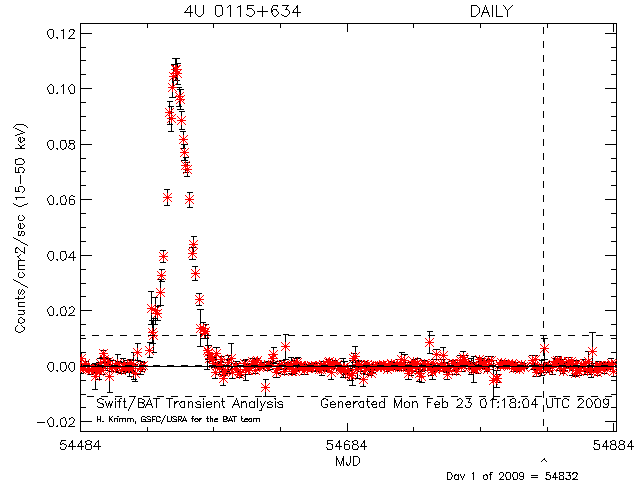 4U 0115+634 DAILY
0.12
0.10
0.08
0.06
0.04
0.02
0.00
-0.02
Counts/cm^2/sec (15-50 keV)
Swift/BAT Transient Analysis Generated Mon Feb 23 01:18:04 UTC 2009
H. Krimm, GSFC/USRA for the BAT team
54484 54684 54884
MJD ^
Day 1 of 2009 = 54832